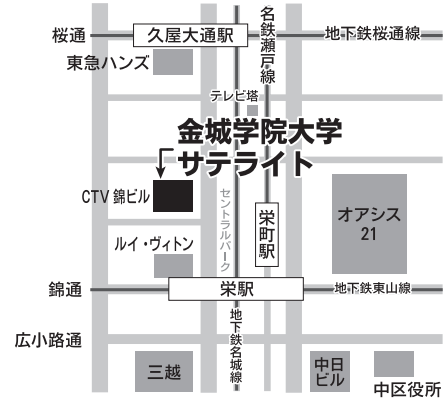 桜通
久屋大通駅
名鉄瀬戸線
地下鉄桜通線
東急ハンズ
テレビ塔
金城学院大学
サテライト
CTV 錦ビル
セントラルパーク
栄町駅
オアシス
21
ルイ・ヴィトン
錦通
栄駅
地下鉄東山線
地下鉄名城線
広小路通
三越
中日
ビル
中区役所